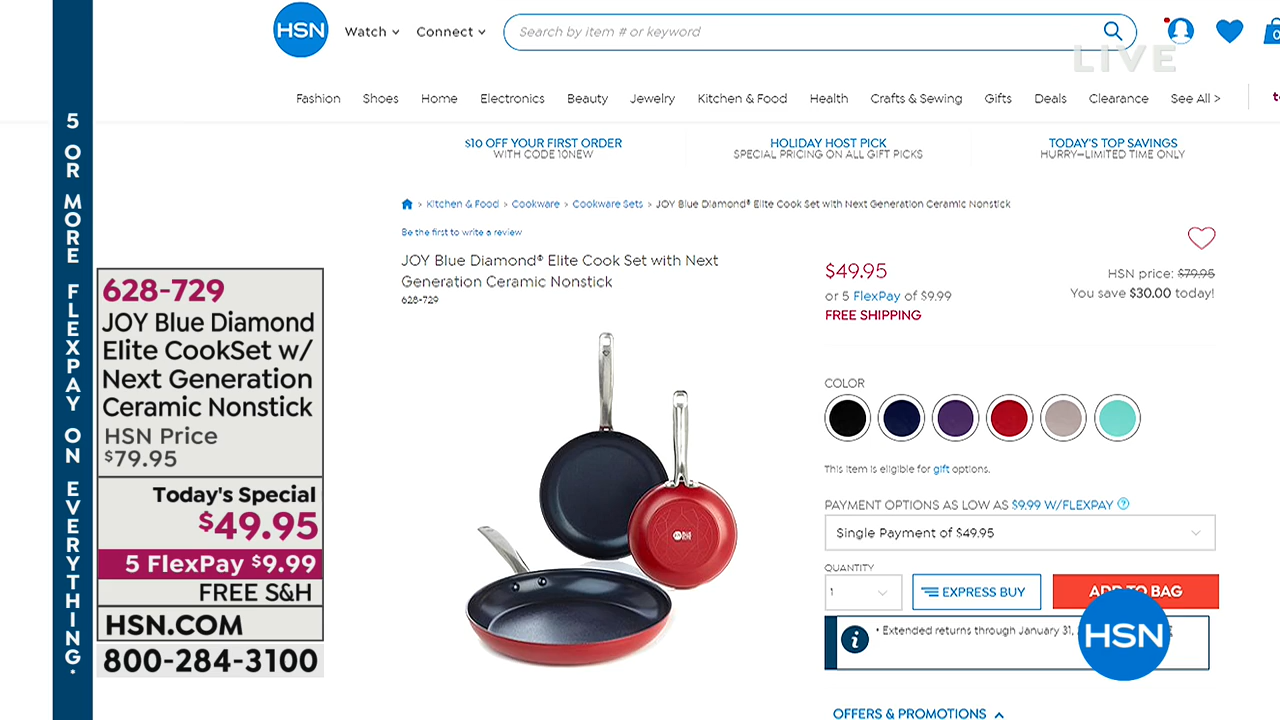 5 OR MORE FLEXPAY ON EVERYTHING.
HSN
Watch
Connect
Search by item # or keyword
0
LIVE
Fashion
Shoes
Home
Electronics
Beauty
Jewelry
Kitchen & Food
Health
Crafts & Sewing
Gifts
Deals
Clearance
See All >
$10 OFF YOUR FIRST ORDER
WITH CODE 10NEW
HOLIDAY HOST PICK
SPECIAL PRICING ON ALL GIFT PICKS
TODAY'S TOP SAVINGS
HURRY–LIMITED TIME ONLY
> Kitchen & Food > Cookware > Cookware Sets > JOY Blue Diamond® Elite Cook Set with Next Generation Ceramic Nonstick
Be the first to write a review
JOY Blue Diamond® Elite Cook Set with Next
Generation Ceramic Nonstick
628-729
$49.95
or 5 FlexPay of $9.99
FREE SHIPPING
HSN price: $79.95
You save $30.00 today!
COLOR
This item is eligible for gift options.
PAYMENT OPTIONS AS LOW AS $9.99 W/FLEXPAY ?
Single Payment of $49.95
QUANTITY
1
EXPRESS BUY
ADD TO BAG
i
• Extended returns through January 31,
HSN
OFFERS & PROMOTIONS
628-729
JOY Blue Diamond
Elite CookSet w/
Next Generation
Ceramic Nonstick
HSN Price
$79.95
Today's Special
$49.95
5 FlexPay $9.99
FREE S&H
HSN.COM
800-284-3100